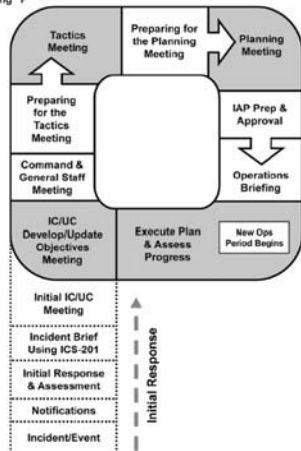 Tactics
Meeting
Preparing for
the Planning
Meeting
Planning
Meeting
Preparing
for the
Tactics
Meeting
IAP Prep &
Approval
Command &
General Staff
Meeting
Operations
Briefing
IC/UC
Develop/Update
Objectives
Meeting
Execute Plan
& Assess
Progress
New Ops
Period Begins
Initial IC/UC
Meeting
Incident Brief
Using ICS-201
Initial Response
& Assessment
Notifications
Incident/Event
Initial Response